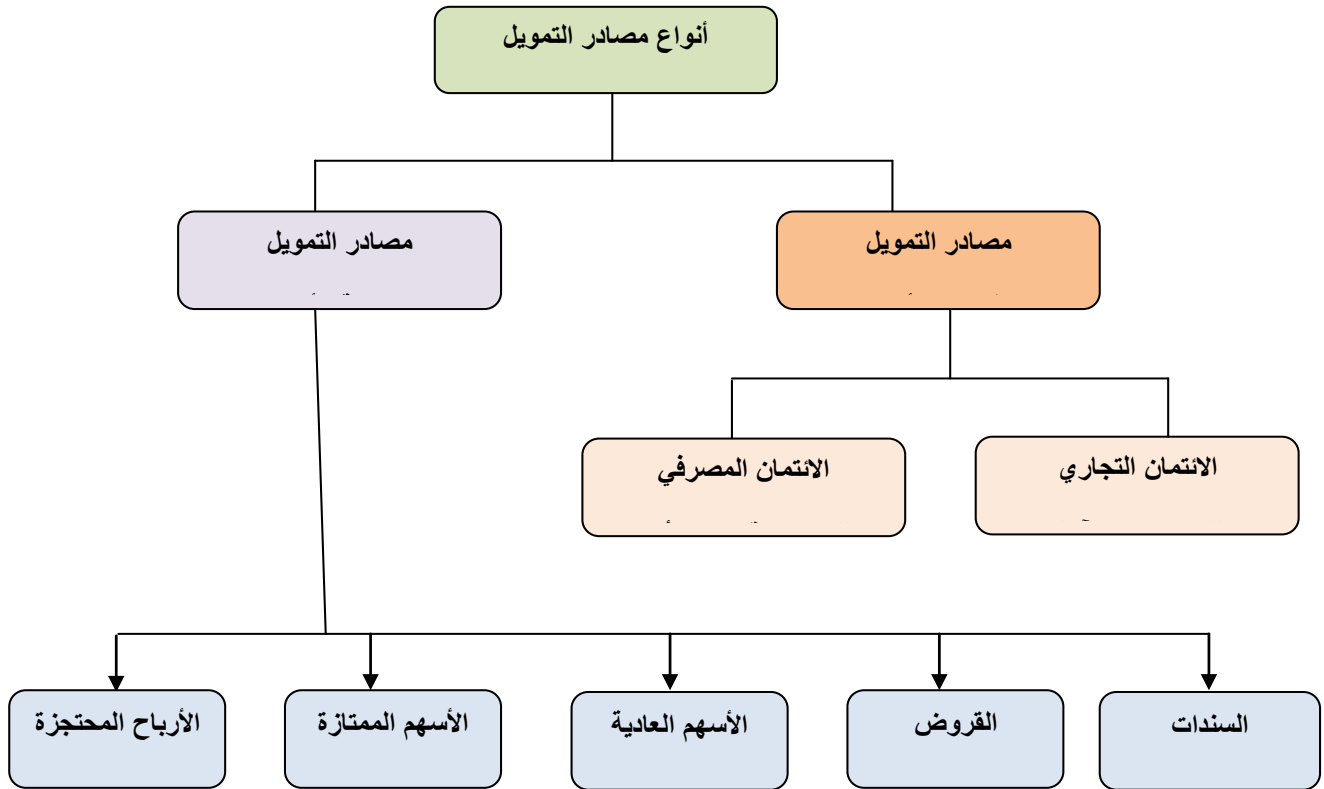 أنواع مصادر التمويل
مصادر التمويل
مصادر التمويل
الائتمان التجاري
الائتمان المصرفي
السندات
القروض
الأسهم العادية
الأسهم الممتازة
الأرباح المحتجزة